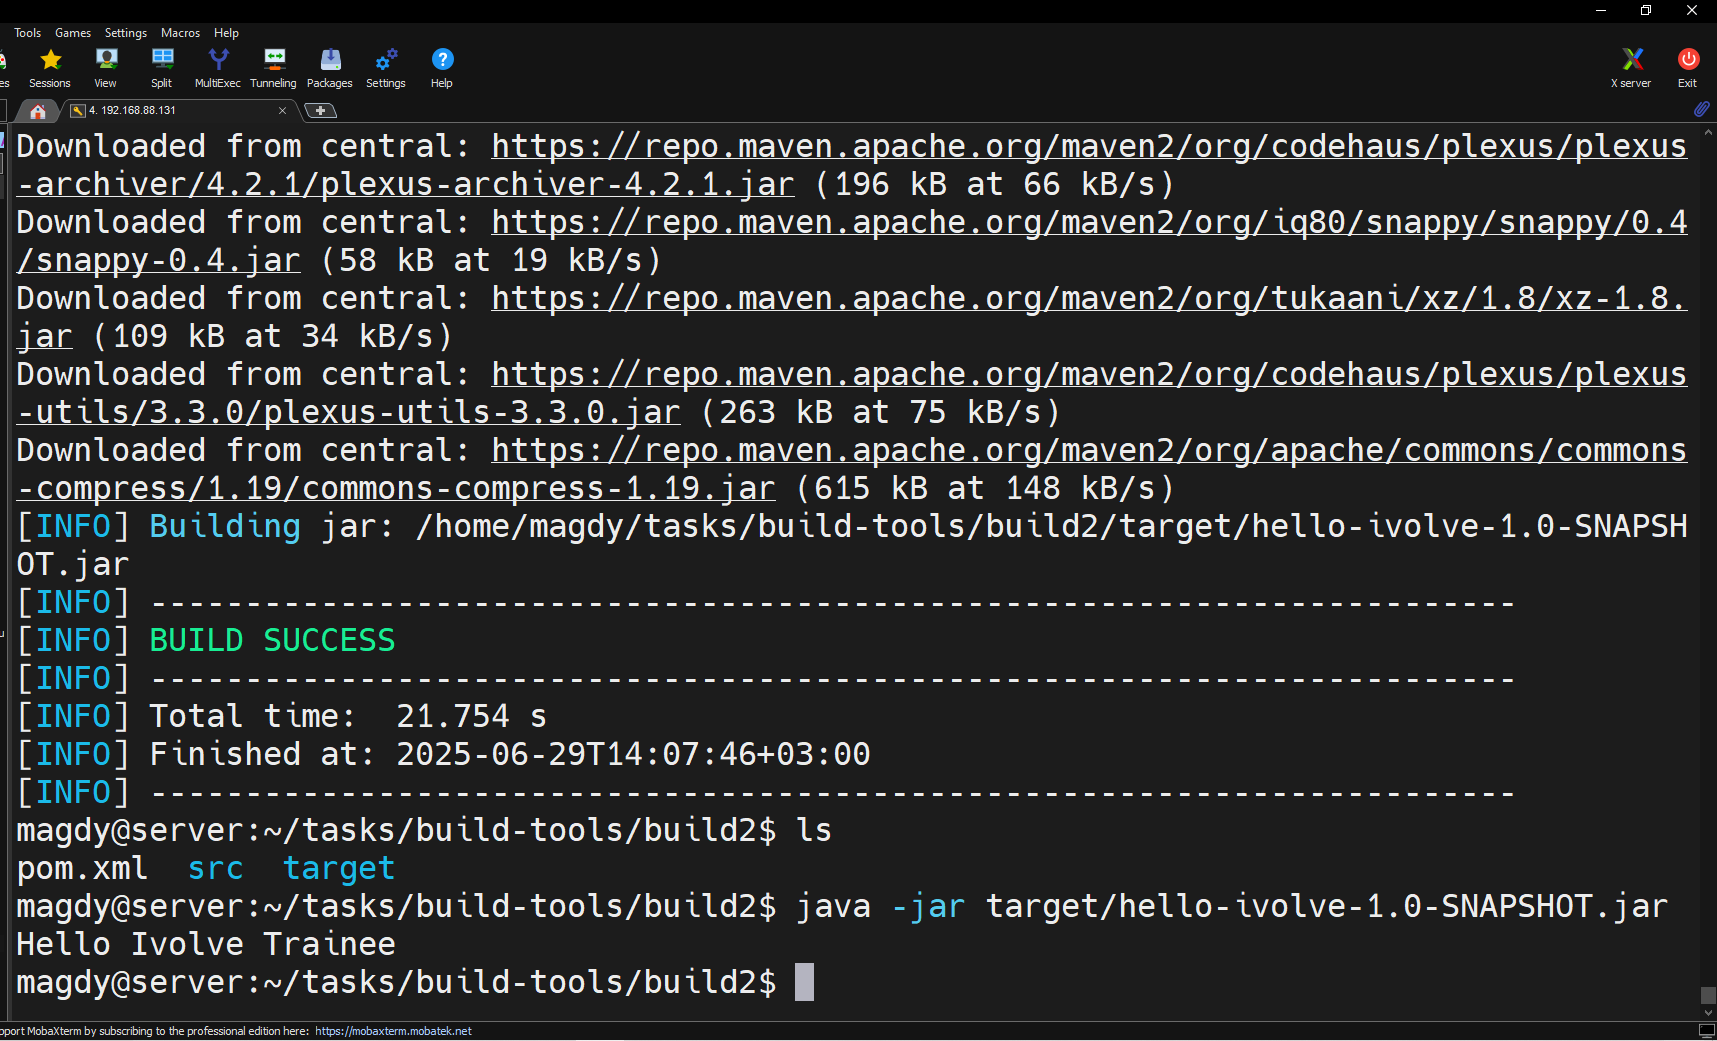 Tools Games Settings Macros Help
es Sessions View Split MultiExec Tunneling Packages Settings Help X server Exit
4. 192.168.88.131
Downloaded from central: https://repo.maven.apache.org/maven2/org/codehaus/plexus/plexus
-archiver/4.2.1/plexus-archiver-4.2.1.jar (196 kB at 66 kB/s)
Downloaded from central: https://repo.maven.apache.org/maven2/org/iq80/snappy/snappy/0.4
/snappy-0.4.jar (58 kB at 19 kB/s)
Downloaded from central: https://repo.maven.apache.org/maven2/org/tukaani/xz/1.8/xz-1.8.
jar (109 kB at 34 kB/s)
Downloaded from central: https://repo.maven.apache.org/maven2/org/codehaus/plexus/plexus
-utils/3.3.0/plexus-utils-3.3.0.jar (263 kB at 75 kB/s)
Downloaded from central: https://repo.maven.apache.org/maven2/org/apache/commons/commons
-compress/1.19/commons-compress-1.19.jar (615 kB at 148 kB/s)
[INFO] Building jar: /home/magdy/tasks/build-tools/build2/target/hello-ivolve-1.0-SNAPSH
OT.jar
[INFO] ------------------------------------------------------------------------
[INFO] BUILD SUCCESS
[INFO] ------------------------------------------------------------------------
[INFO] Total time:  21.754 s
[INFO] Finished at: 2025-06-29T14:07:46+03:00
[INFO] ------------------------------------------------------------------------
magdy@server:~/tasks/build-tools/build2$ ls
pom.xml  src  target
magdy@server:~/tasks/build-tools/build2$ java -jar target/hello-ivolve-1.0-SNAPSHOT.jar
Hello Ivolve Trainee
magdy@server:~/tasks/build-tools/build2$
pport MobaXterm by subscribing to the professional edition here: https://mobaxterm.mobatek.net